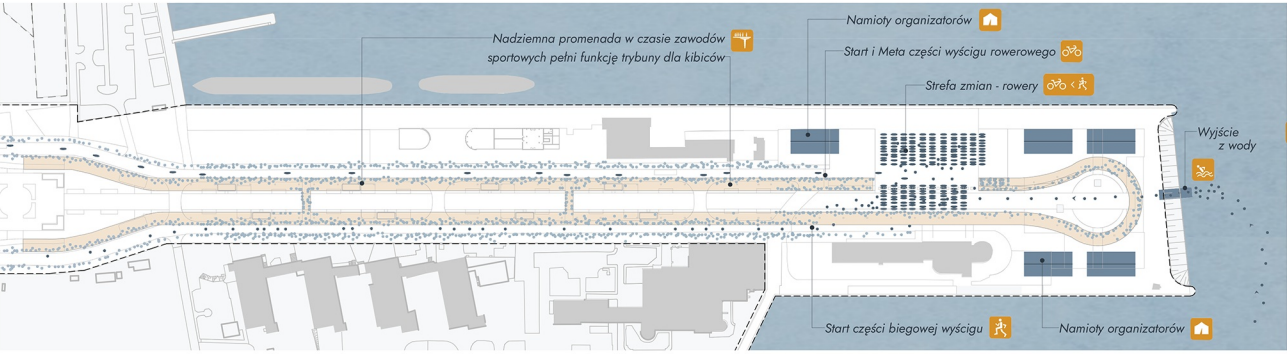 Namioty organizatorów
Nadziemna promenada w czasie zawodów
sportowych pełni funkcję trybuny dla kibiców
Start i Meta części wyścigu rowerowego
Strefa zmian - rowery
Wyjście
z wody
Start części biegowej wyścigu
Namioty organizatorów